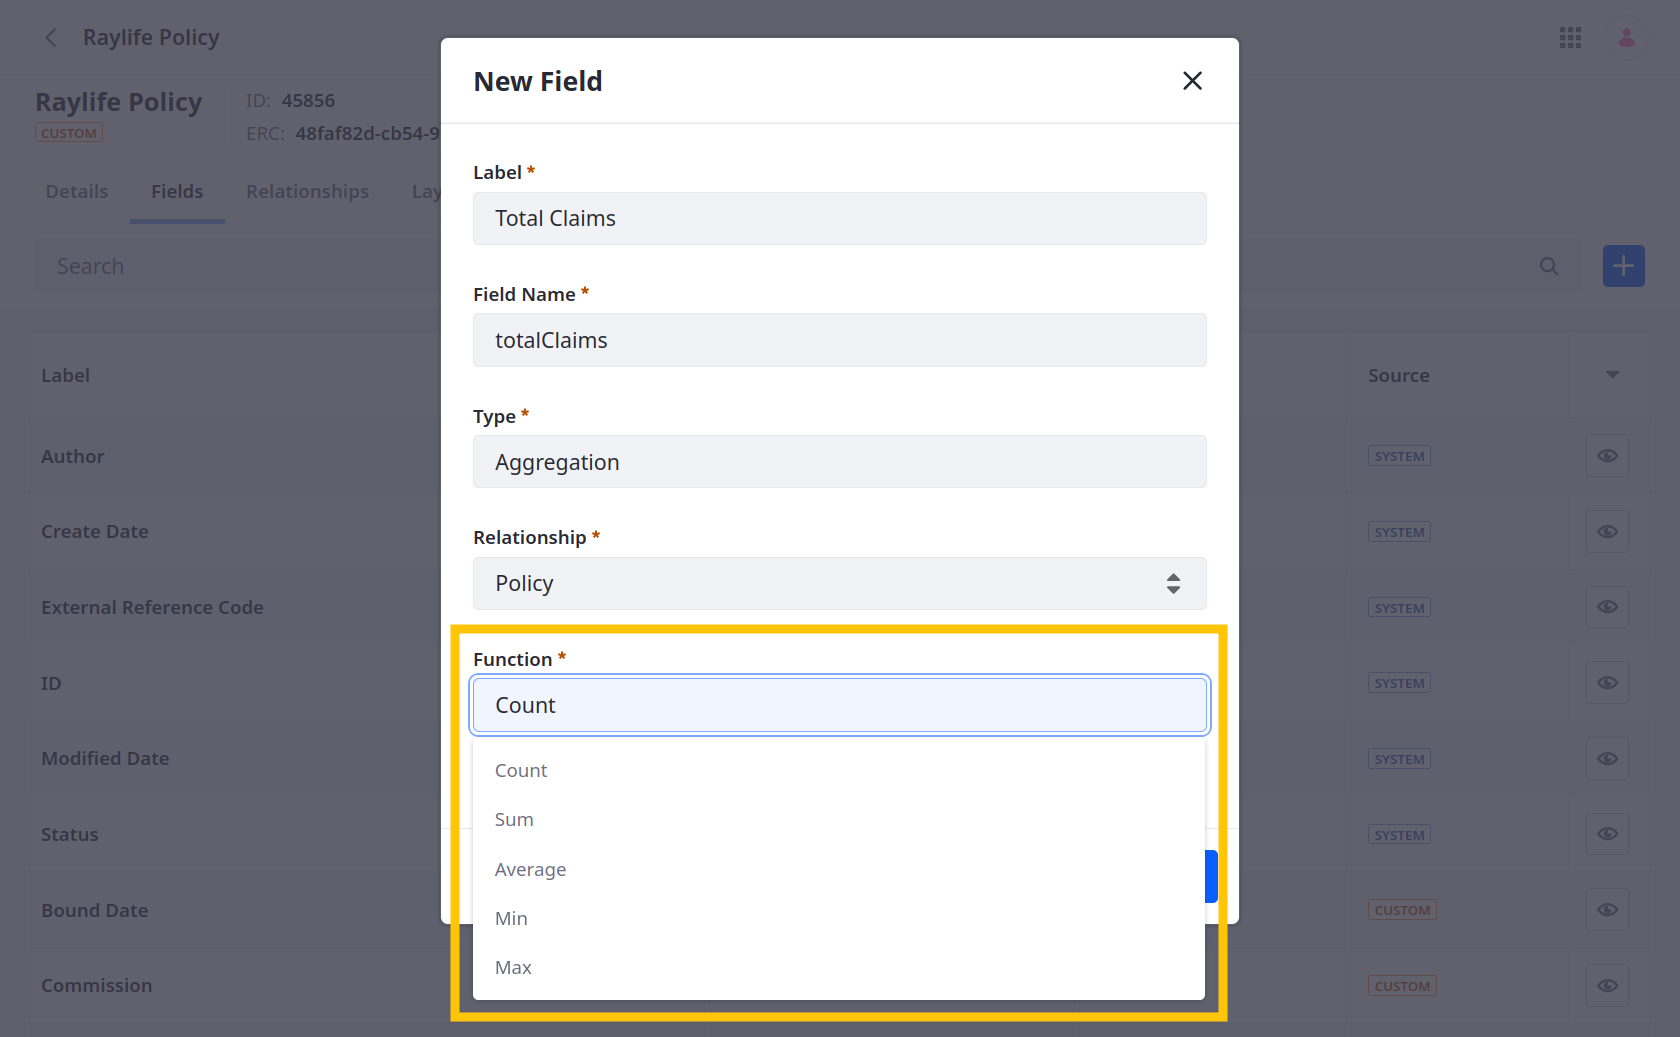 Raylife Policy
Raylife Policy
CUSTOM
ID: 45856
ERC: 48faf82d-cb54-9
Details Fields Relationships Lay
Search
Label Source
Author SYSTEM
Create Date SYSTEM
External Reference Code SYSTEM
ID SYSTEM
Modified Date SYSTEM
Status SYSTEM
Bound Date CUSTOM
Commission CUSTOM
New Field
Label *
Total Claims
Field Name *
totalClaims
Type *
Aggregation
Relationship *
Policy
Function *
Count
Count
Sum
Average
Min
Max